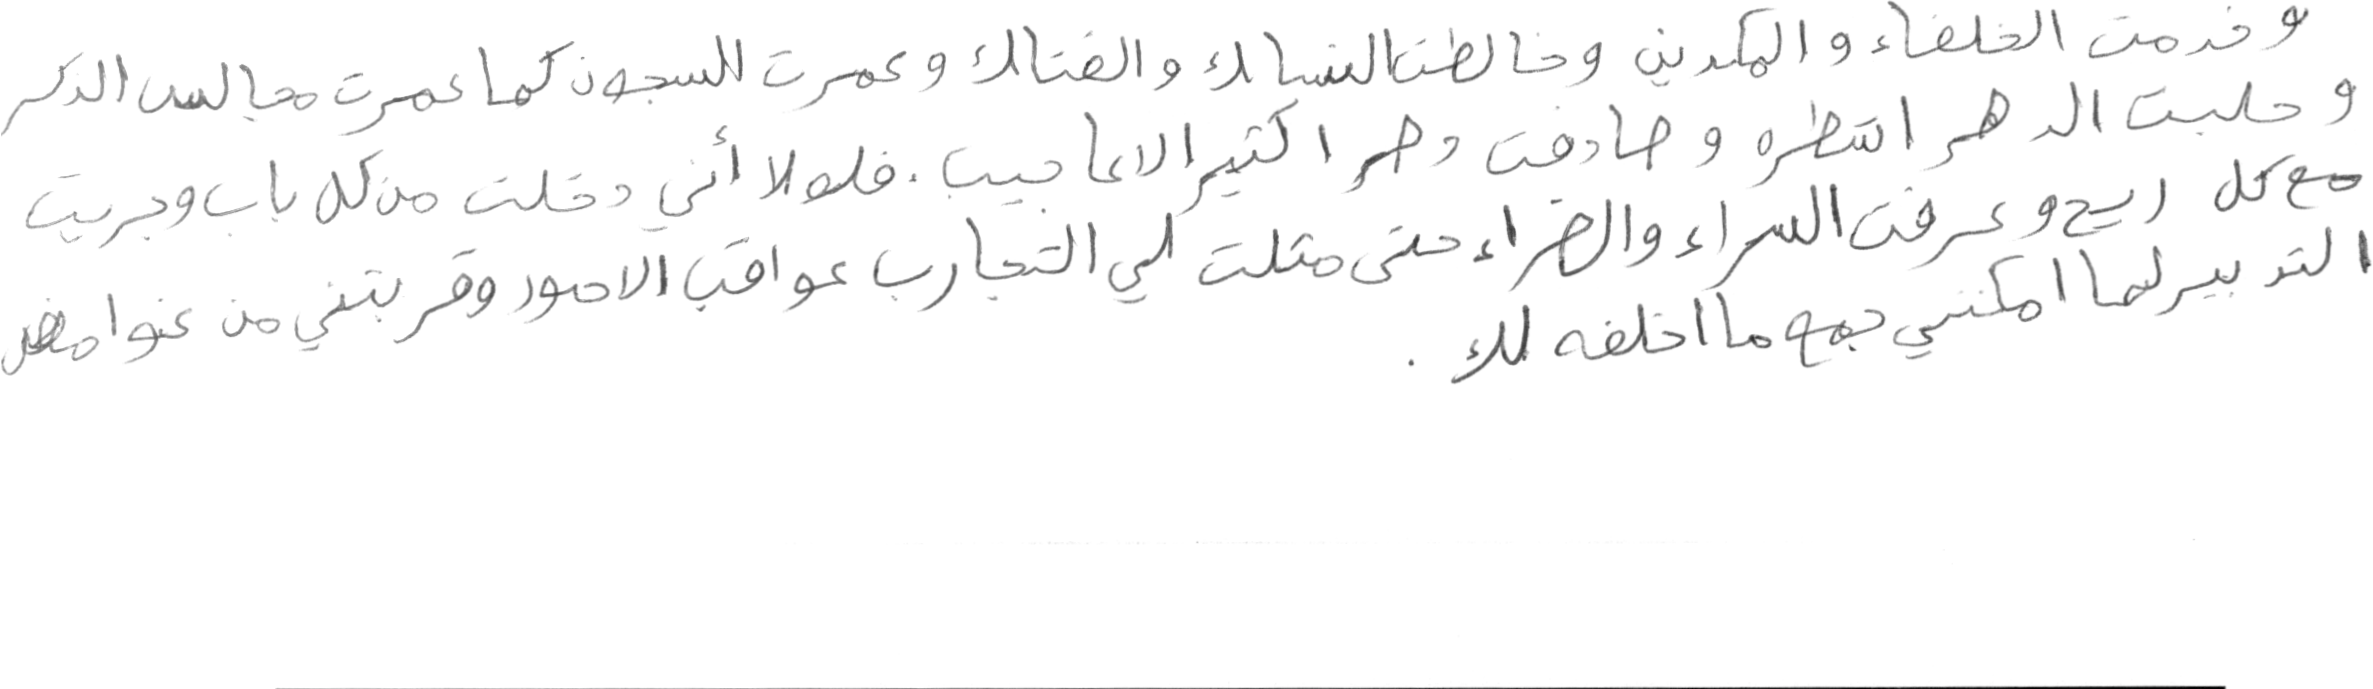 وخدمت الخلفاء والمكدين وخالطت النساك والفتاك وعمرت السجون كما عمرت مجالس الذكر
وحلبت الدهر اشطره وصادفت دهرا كثير الاعاجيب. فلولا أني دخلت من كل باب وجريت
مع كل ريح وعرفت السراء والضراء حتى مثلت لي التجارب عواقب الامور وقربتني من غوامض
التدبير لما امكنني جمع ما اخلفه لك .